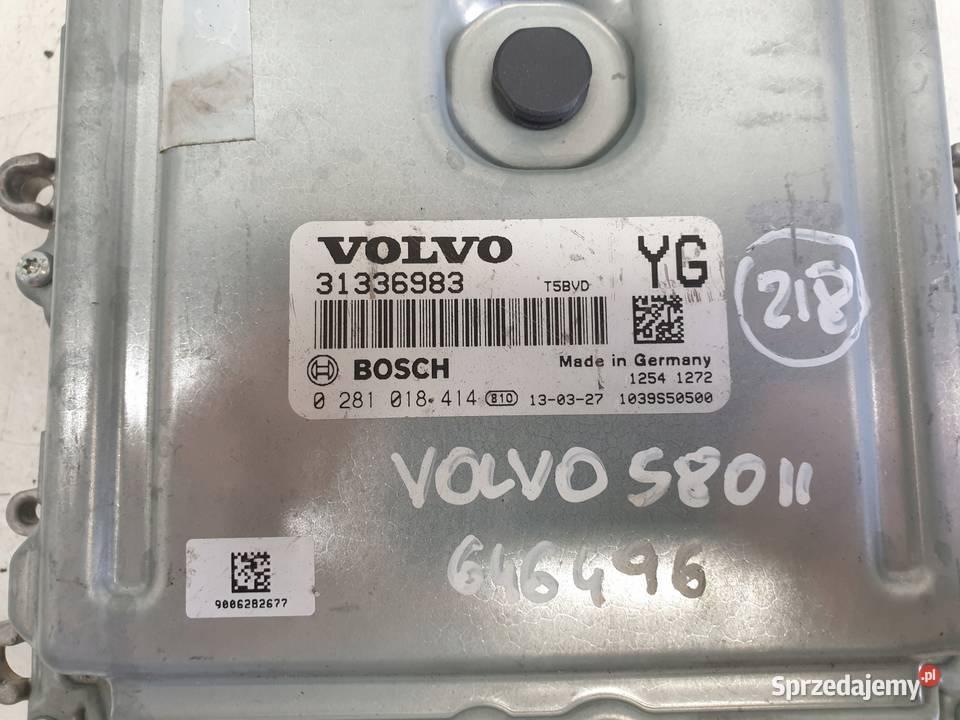 VOLVO YG
31336983 T5BVD
BOSCH Made in Germany
1254 1272
0 281 018 414 810 13-03-27 1039S50500
218
VOLVO S80 II
646496
9006282677
Sprzedajemy.pl